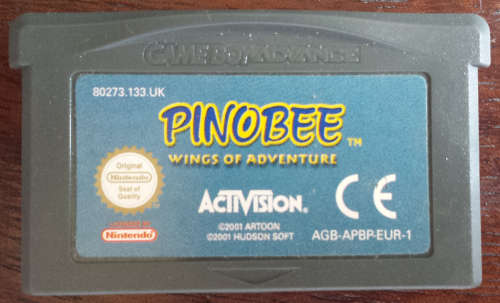 GAME BOY ADVANCE
80273.133.UK
PINOBEE TM
WINGS OF ADVENTURE
Original
Nintendo
Seal of
Quality
ACTIVISION.
CE
Nintendo
©2001 ARTOON
©2001 HUDSON SOFT
AGB-APBP-EUR-1